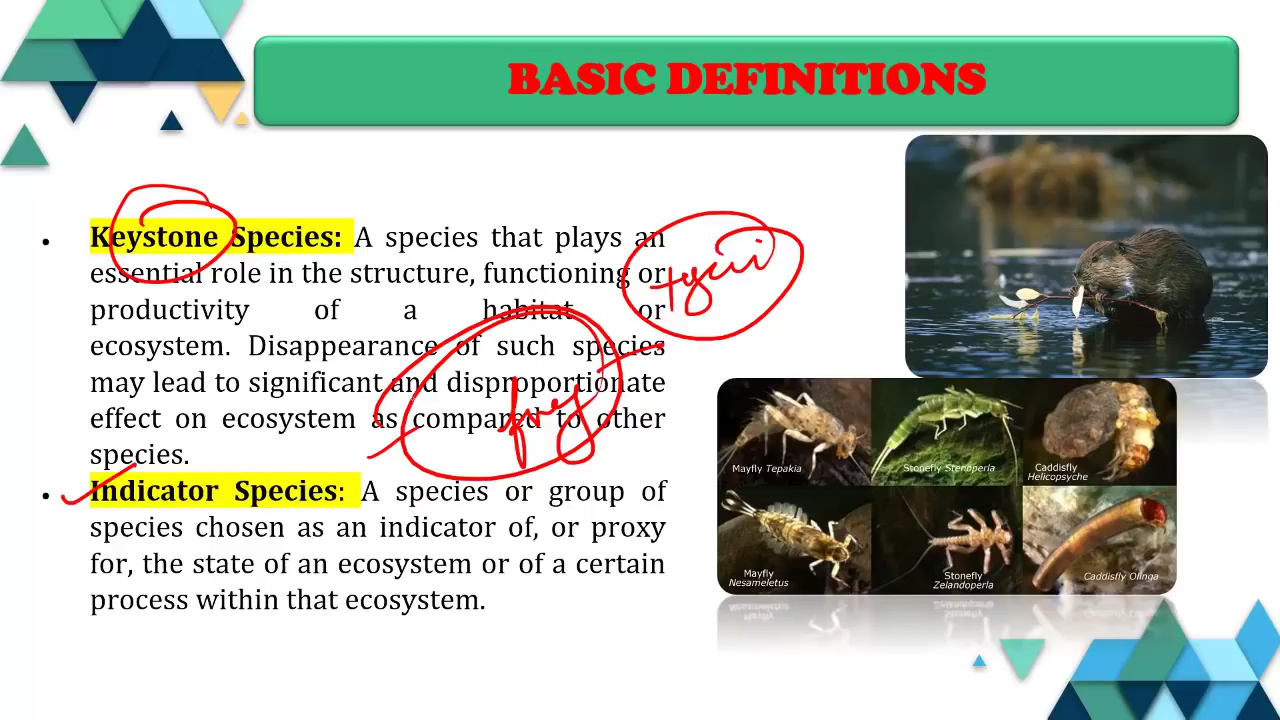 BASIC DEFINITIONS
• Keystone Species: A species that plays an
essential role in the structure, functioning or
productivity of a habitat or
ecosystem. Disappearance of such species
may lead to significant and disproportionate
effect on ecosystem as compared to other
species.
• Indicator Species: A species or group of
species chosen as an indicator of, or proxy
for, the state of an ecosystem or of a certain
process within that ecosystem.
Mayfly Tepakia
Stonefly Stenoperla
Caddisfly
Helicopsyche
Mayfly
Nesameletus
Stonefly
Zelandoperla
Caddisfly Olinga